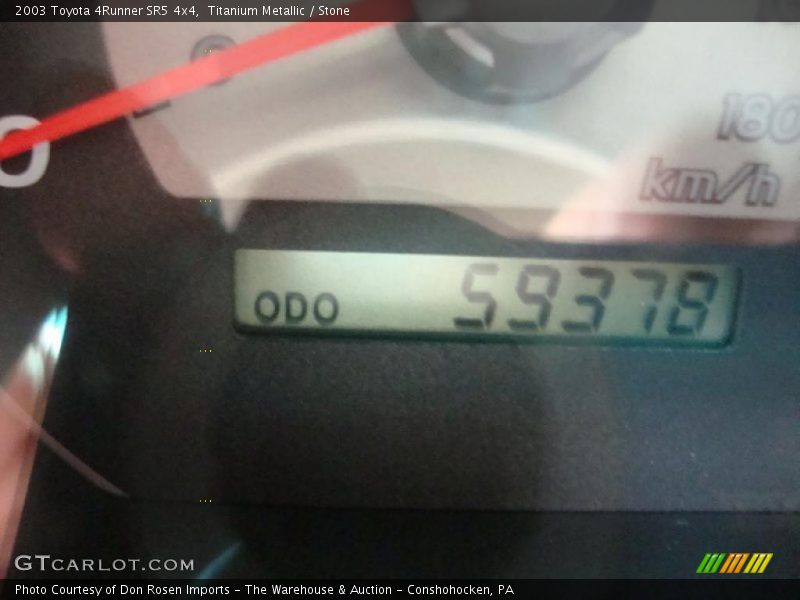 2003 Toyota 4Runner SR5 4x4, Titanium Metallic / Stone
0
180
km/h
ODO 59378
GTCARLOT.COM
Photo Courtesy of Don Rosen Imports - The Warehouse & Auction - Conshohocken, PA